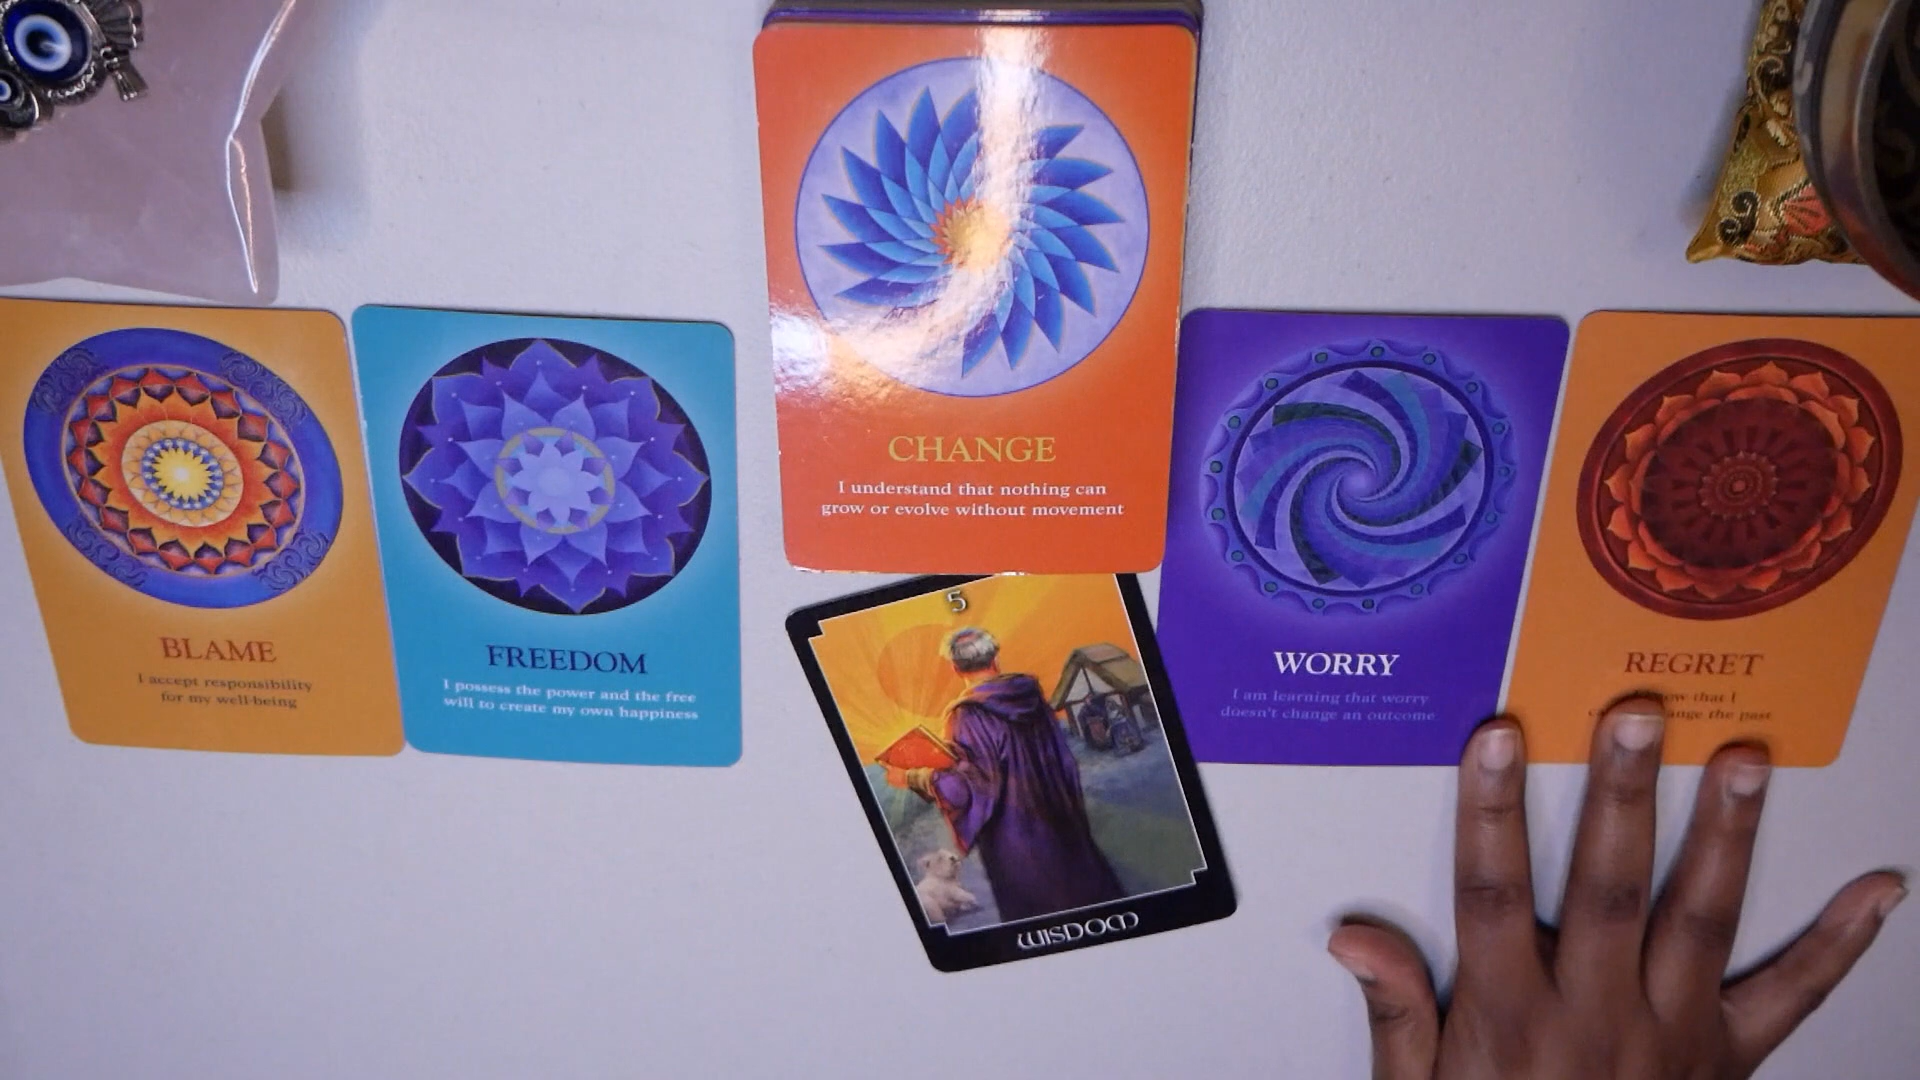 CHANGE
I understand that nothing can
grow or evolve without movement
BLAME
I accept responsibility
for my well-being
FREEDOM
I possess the power and the free
will to create my own happiness
5
WISDOM
WORRY
I am learning that worry
doesn't change an outcome
REGRET
that I
the past